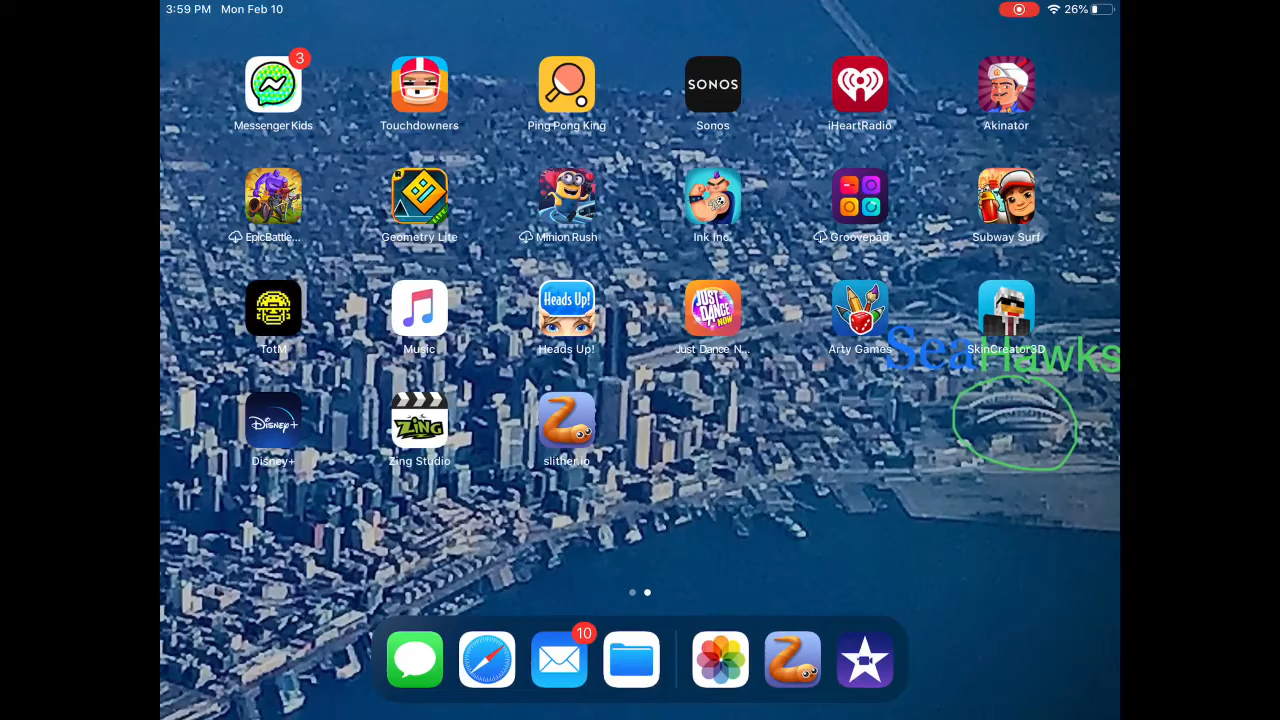 3:59 PM Mon Feb 10 26%
3
SONOS
Messenger Kids Touchdowners Ping Pong King Sonos iHeartRadio Akinator
R
LITE
EpicBattle... Geometry Lite Minion Rush Ink Inc. Groovepad Subway Surf
Heads Up! JUST DANCE NOW
TotM Music Heads Up! Just Dance N... Arty Games SkinCreator3D
SeaHawks
Disney+ ZING
Disney+ Zing Studio slither.io
10